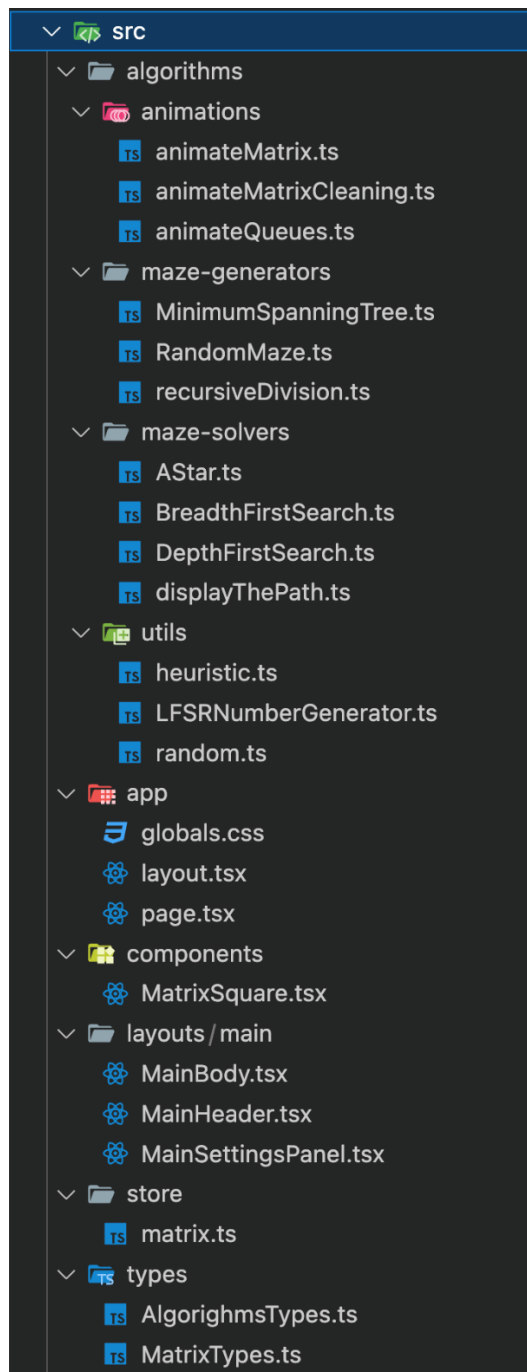 src
algorithms
animations
animateMatrix.ts
animateMatrixCleaning.ts
animateQueues.ts
maze-generators
MinimumSpanningTree.ts
RandomMaze.ts
recursiveDivision.ts
maze-solvers
AStar.ts
BreadthFirstSearch.ts
DepthFirstSearch.ts
displayThePath.ts
utils
heuristic.ts
LFSRNumberGenerator.ts
random.ts
app
globals.css
layout.tsx
page.tsx
components
MatrixSquare.tsx
layouts/main
MainBody.tsx
MainHeader.tsx
MainSettingsPanel.tsx
store
matrix.ts
types
AlgorighmsTypes.ts
MatrixTypes.ts